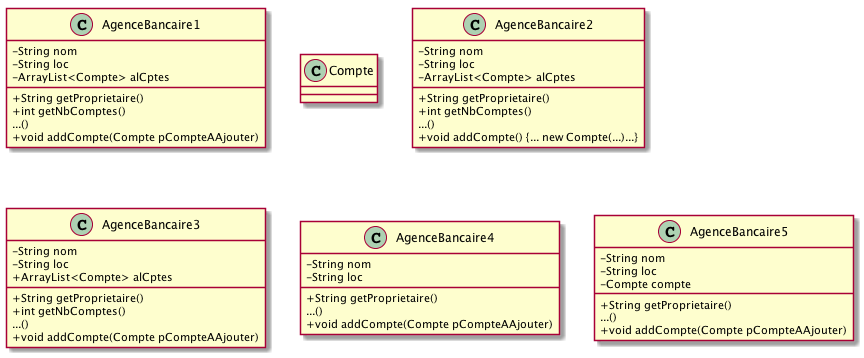 C AgenceBancaire1
-String nom
-String loc
-ArrayList<Compte> alCptes
+String getProprietaire()
+int getNbComptes()
...()
+void addCompte(Compte pCompteAAjouter)
C Compte
C AgenceBancaire2
-String nom
-String loc
-ArrayList<Compte> alCptes
+String getProprietaire()
+int getNbComptes()
...()
+void addCompte() {... new Compte(...)...}
C AgenceBancaire3
-String nom
-String loc
+ArrayList<Compte> alCptes
+String getProprietaire()
+int getNbComptes()
...()
+void addCompte(Compte pCompteAAjouter)
C AgenceBancaire4
-String nom
-String loc
+String getProprietaire()
...()
+void addCompte(Compte pCompteAAjouter)
C AgenceBancaire5
-String nom
-String loc
-Compte compte
+String getProprietaire()
...()
+void addCompte(Compte pCompteAAjouter)